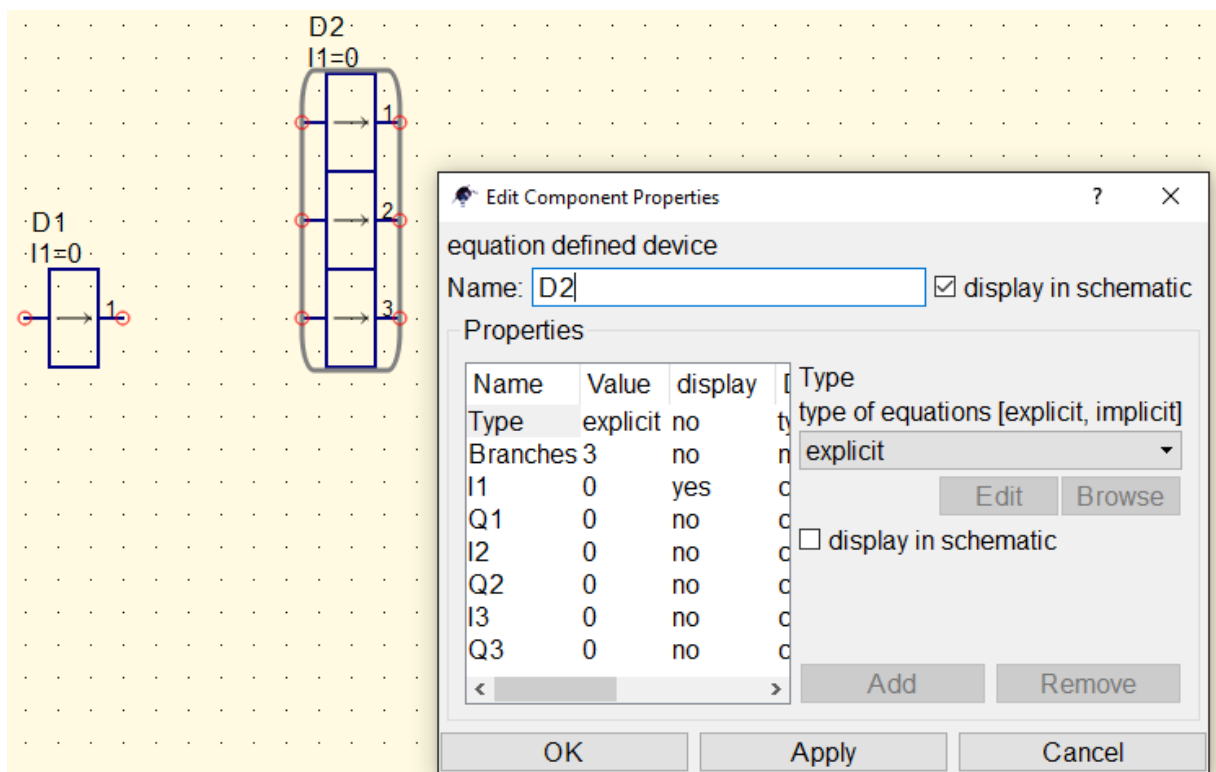 D2
I1=0
1
2
3
D1
I1=0
1
Edit Component Properties ?
equation defined device
Name: D2 display in schematic
Properties
Name Value display D
Type explicit no ty
Branches 3 no n
I1 0 yes c
Q1 0 no c
I2 0 no c
Q2 0 no c
I3 0 no c
Q3 0 no c
Type
type of equations [explicit, implicit]
explicit
Edit Browse
display in schematic
Add Remove
OK Apply Cancel